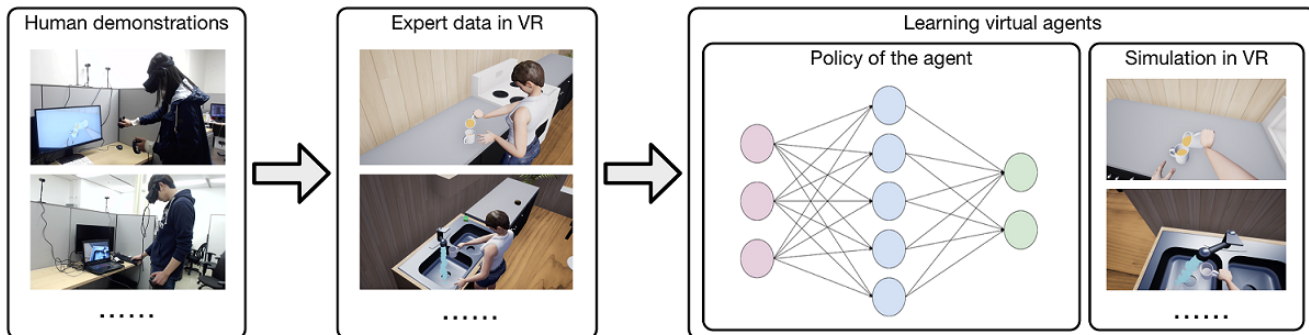 Human demonstrations
Expert data in VR
Learning virtual agents
Policy of the agent
Simulation in VR
......
......
......